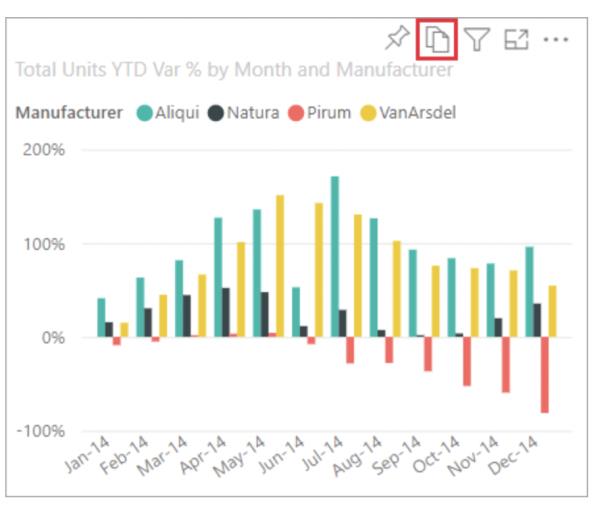 Total Units YTD Var % by Month and Manufacturer
Manufacturer Aliqui Natura Pirum VanArsdel
200%
100%
0%
-100%
Jan-14 Feb-14 Mar-14 Apr-14 May-14 Jun-14 Jul-14 Aug-14 Sep-14 Oct-14 Nov-14 Dec-14